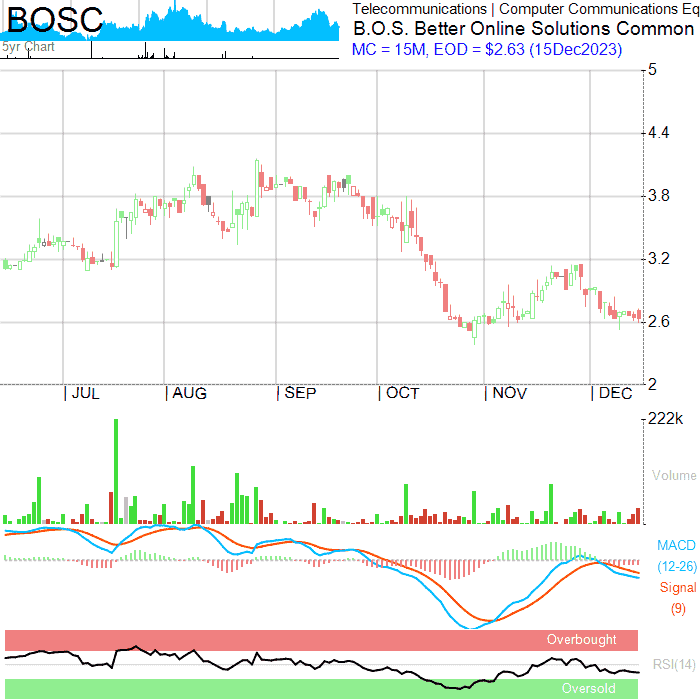 BOSC
5yr Chart
Telecommunications | Computer Communications Eq
B.O.S. Better Online Solutions Common
MC = 15M, EOD = $2.63 (15Dec2023)
5
4.4
3.8
3.2
2.6
2
JUL AUG SEP OCT NOV DEC
222k
Volume
MACD
(12-26)
Signal
(9)
Overbought
RSI(14)
Oversold